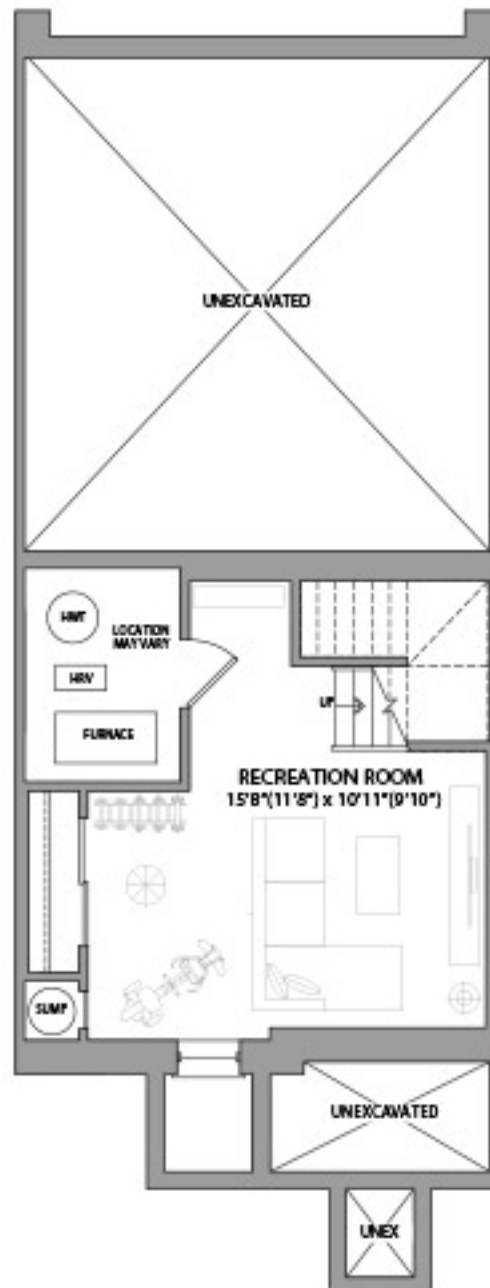 UNEXCAVATED
HWT
LOCATION
MAY VARY
HRV
FURNACE
UP
RECREATION ROOM
15'8"(11'8") x 10'11"(9'10")
SUMP
UNEXCAVATED
UNEX